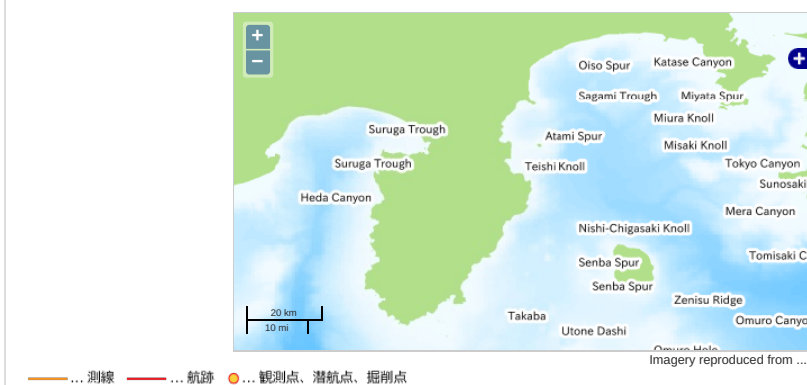 +
−
Oiso Spur
Katase Canyon
Sagami Trough
Miyata Spur
Miura Knoll
Suruga Trough
Atami Spur
Misaki Knoll
Suruga Trough
Teishi Knoll
Tokyo Canyon
Sunosaki
Heda Canyon
Mera Canyon
Nishi-Chigasaki Knoll
Tomisaki C
Senba Spur
Senba Spur
Zenisu Ridge
20 km
10 mi
Takaba
Omuro Canyo
Utone Dashi
Omuro Hole
Imagery reproduced from ...
... 測線 ... 航跡 ... 観測点、潜航点、掘削点